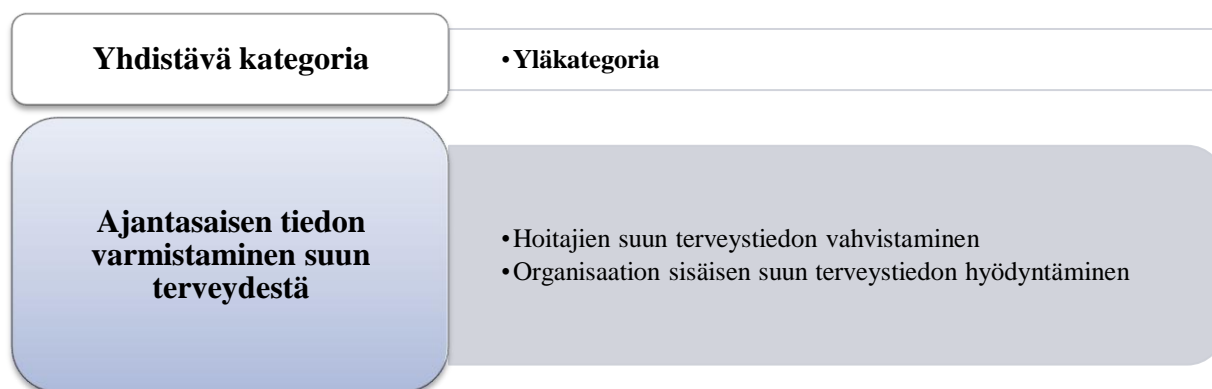 Yhdistävä kategoria
•Yläkategoria
Ajantasaisen tiedon
varmistaminen suun
terveydestä
•Hoitajien suun terveystiedon vahvistaminen
•Organisaation sisäisen suun terveystiedon hyödyntäminen